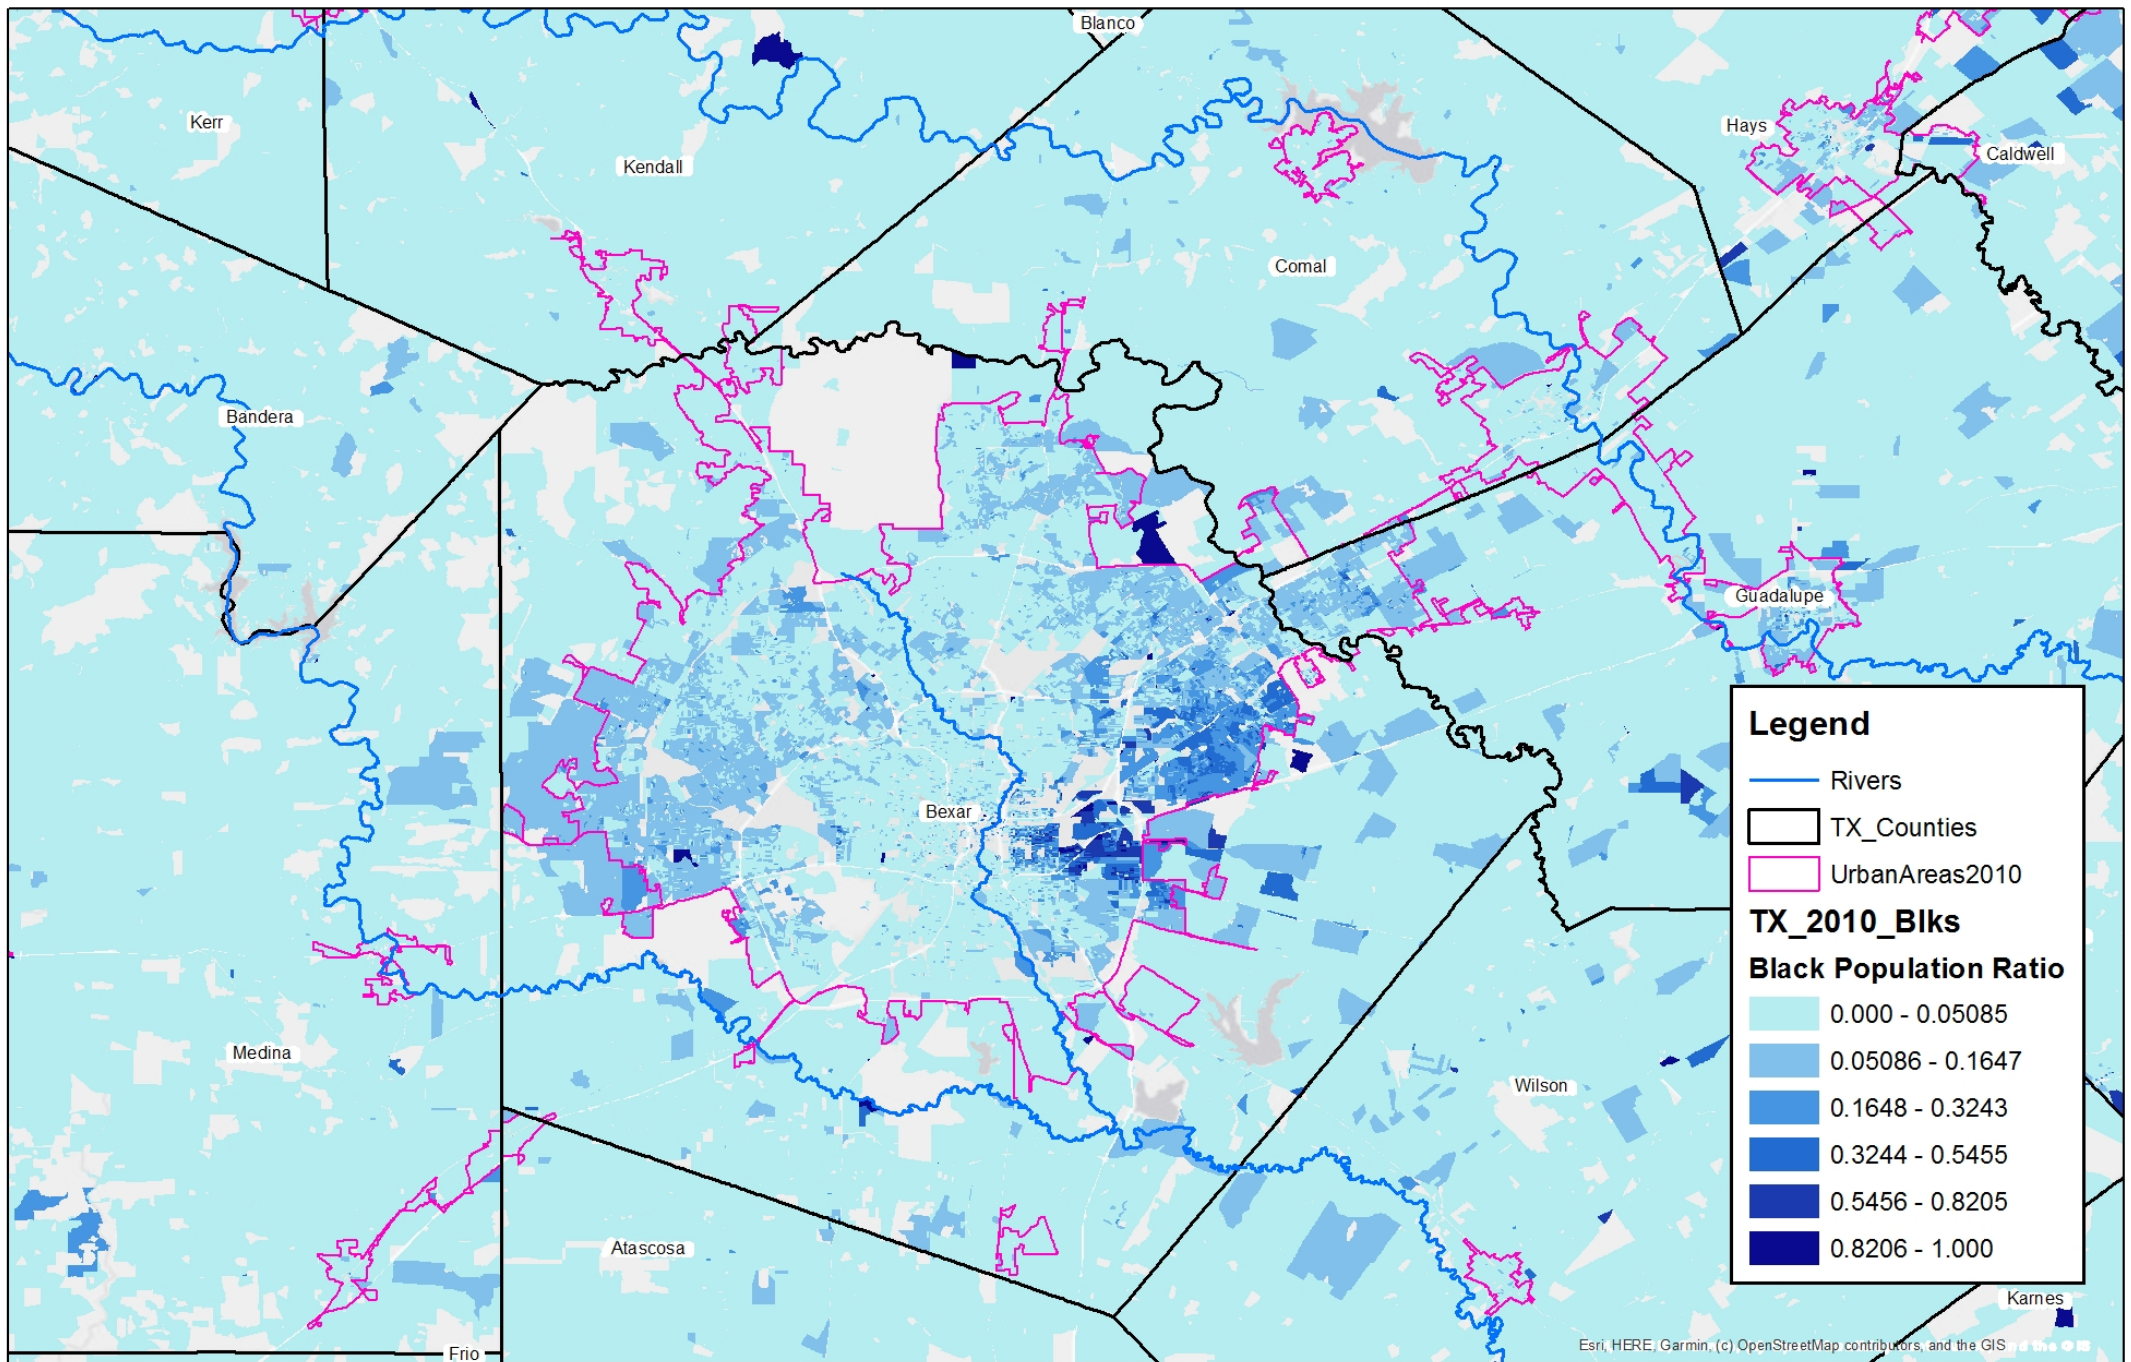 Blanco
Kerr
Hays
Caldwell
Kendall
Comal
Bandera
Guadalupe
Bexar
Medina
Wilson
Atascosa
Karnes
Frio
Legend
Rivers
TX_Counties
UrbanAreas2010
TX_2010_Blks
Black Population Ratio
0.000 - 0.05085
0.05086 - 0.1647
0.1648 - 0.3243
0.3244 - 0.5455
0.5456 - 0.8205
0.8206 - 1.000
Esri, HERE, Garmin, (c) OpenStreetMap contributors, and the GIS